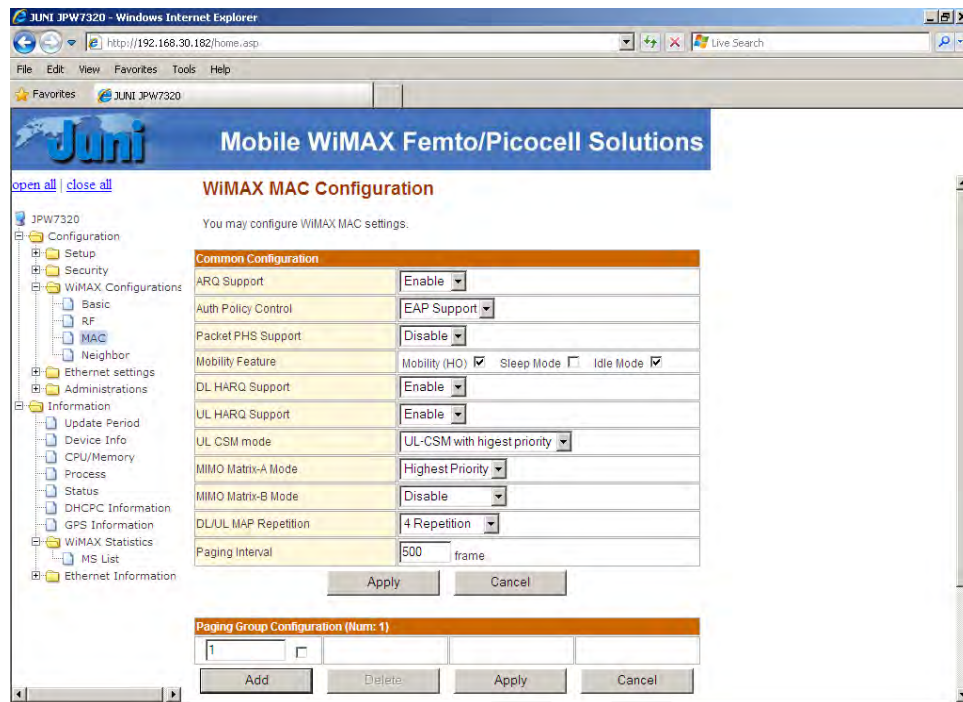 JUNI JPW7320 - Windows Internet Explorer
http://192.168.30.182/home.asp
Live Search
File Edit View Favorites Tools Help
Favorites JUNI JPW7320
Juni Mobile WiMAX Femto/Picocell Solutions
open all | close all
JPW7320
Configuration
Setup
Security
WiMAX Configurations
Basic
RF
MAC
Neighbor
Ethernet settings
Administrations
Information
Update Period
Device Info
CPU/Memory
Process
Status
DHCPC Information
GPS Information
WiMAX Statistics
MS List
Ethernet Information
WiMAX MAC Configuration
You may configure WiMAX MAC settings.
Common Configuration
ARQ Support Enable
Auth Policy Control EAP Support
Packet PHS Support Disable
Mobility Feature Mobility (HO) Sleep Mode Idle Mode
DL HARQ Support Enable
UL HARQ Support Enable
UL CSM mode UL-CSM with higest priority
MIMO Matrix-A Mode Highest Priority
MIMO Matrix-B Mode Disable
DL/UL MAP Repetition 4 Repetition
Paging Interval 500 frame
Apply Cancel
Paging Group Configuration (Num: 1)
1
Add Delete Apply Cancel